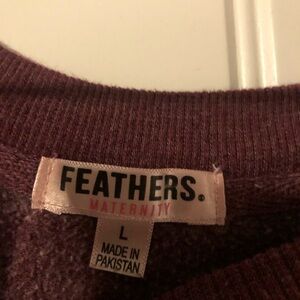 FEATHERS.
MATERNITY
L
MADE IN
PAKISTAN